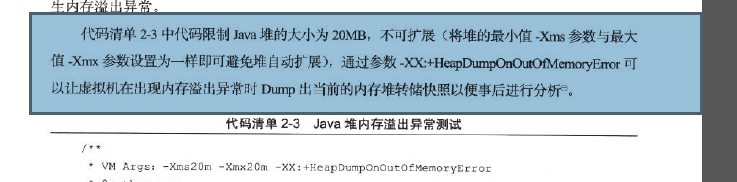 生内存溢出异常。
代码清单 2-3 中代码限制 Java 堆的大小为 20MB，不可扩展（将堆的最小值 -Xms 参数与最大
值 -Xmx 参数设置为一样即可避免堆自动扩展），通过参数 -XX:+HeapDumpOnOutOfMemoryError 可
以让虚拟机在出现内存溢出异常时 Dump 出当前的内存堆转储快照以便事后进行分析。
代码清单 2-3 Java 堆内存溢出异常测试
/**
* VM Args: -Xms20m -Xmx20m -XX:+HeapDumpOnOutOfMemoryError